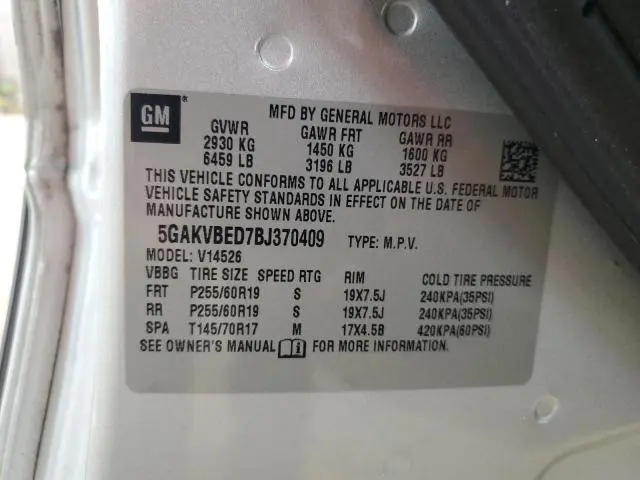 GM®
MFD BY GENERAL MOTORS LLC
GVWR GAWR FRT GAWR RR
2930 KG 1450 KG 1600 KG
6459 LB 3196 LB 3527 LB
THIS VEHICLE CONFORMS TO ALL APPLICABLE U.S. FEDERAL MOTOR
VEHICLE SAFETY STANDARDS IN EFFECT ON THE DATE OF
MANUFACTURE SHOWN ABOVE.
5GAKVBED7BJ370409 TYPE: M.P.V.
MODEL: V14526
VBBG TIRE SIZE SPEED RTG RIM COLD TIRE PRESSURE
FRT P255/60R19 S 19X7.5J 240KPA(35PSI)
RR P255/60R19 S 19X7.5J 240KPA(35PSI)
SPA T145/70R17 M 17X4.5B 420KPA(60PSI)
SEE OWNER'S MANUAL i FOR MORE INFORMATION.